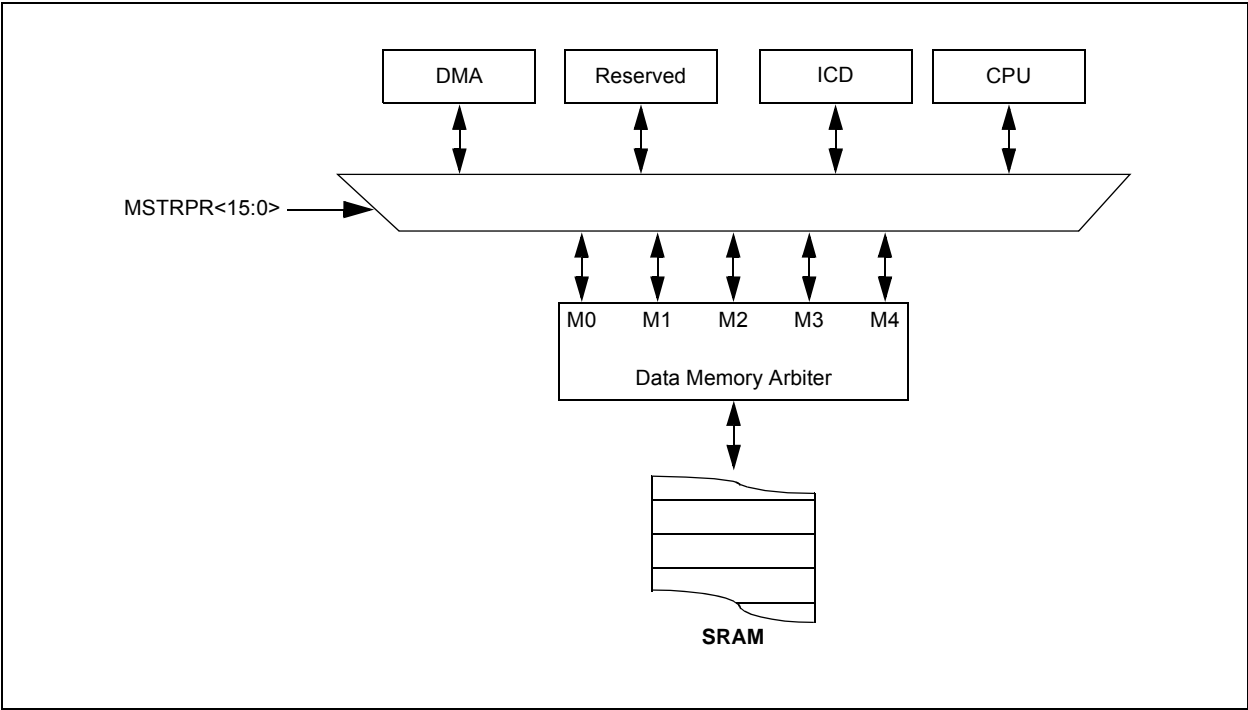 DMA Reserved ICD CPU
MSTRPR<15:0>
M0 M1 M2 M3 M4
Data Memory Arbiter
SRAM